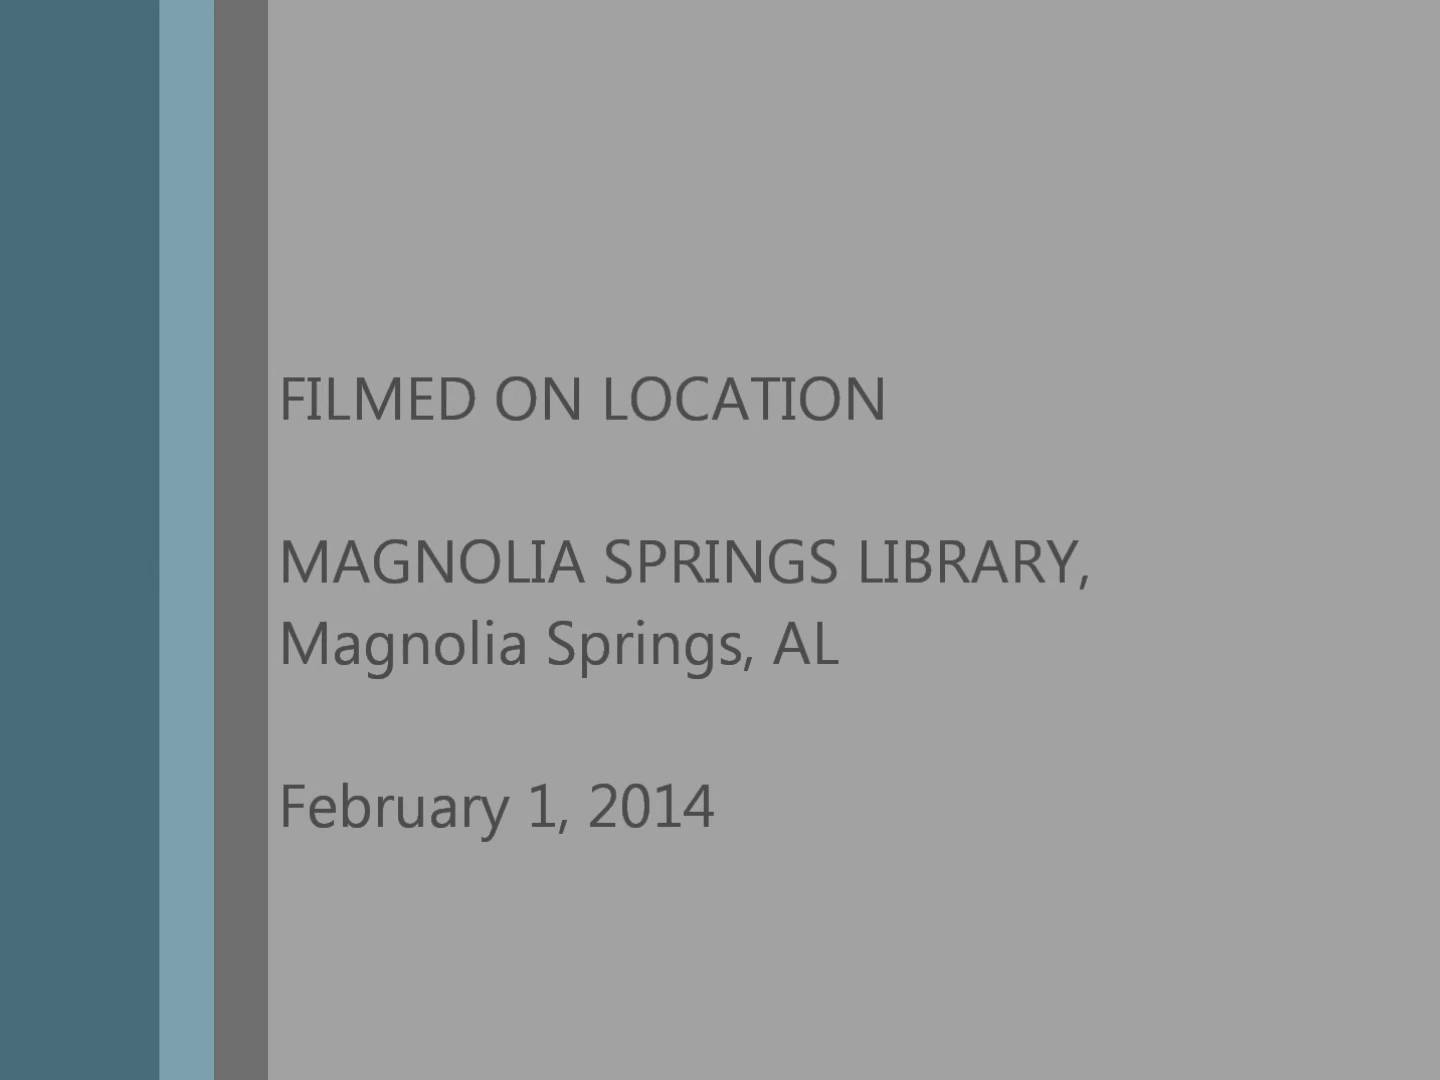 FILMED ON LOCATION
MAGNOLIA SPRINGS LIBRARY,
Magnolia Springs, AL
February 1, 2014